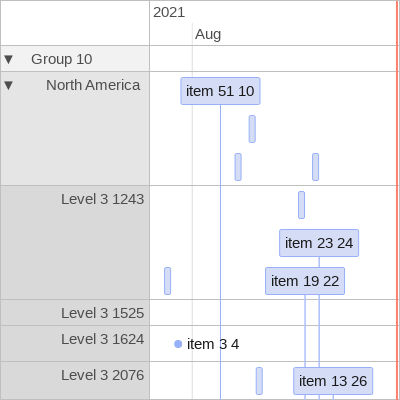 2021
Aug
▼ Group 10
▼ North America
item 51 10
Level 3 1243
item 23 24
item 19 22
Level 3 1525
Level 3 1624
item 3 4
Level 3 2076
item 13 26